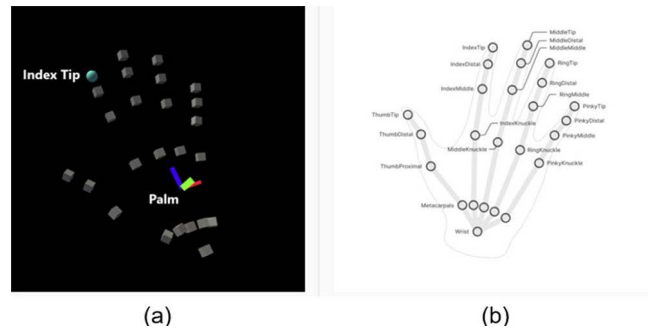 Index Tip
Palm
(a)
MiddleTip
MiddleDistal
MiddleMiddle
IndexTip
IndexDistal
IndexMiddle
RingTip
RingDistal
RingMiddle
PinkyTip
PinkyDistal
PinkyMiddle
PinkyKnuckle
ThumbTip
ThumbDistal
ThumbProximal
IndexKnuckle
MiddleKnuckle
RingKnuckle
Metacarpals
Wrist
(b)